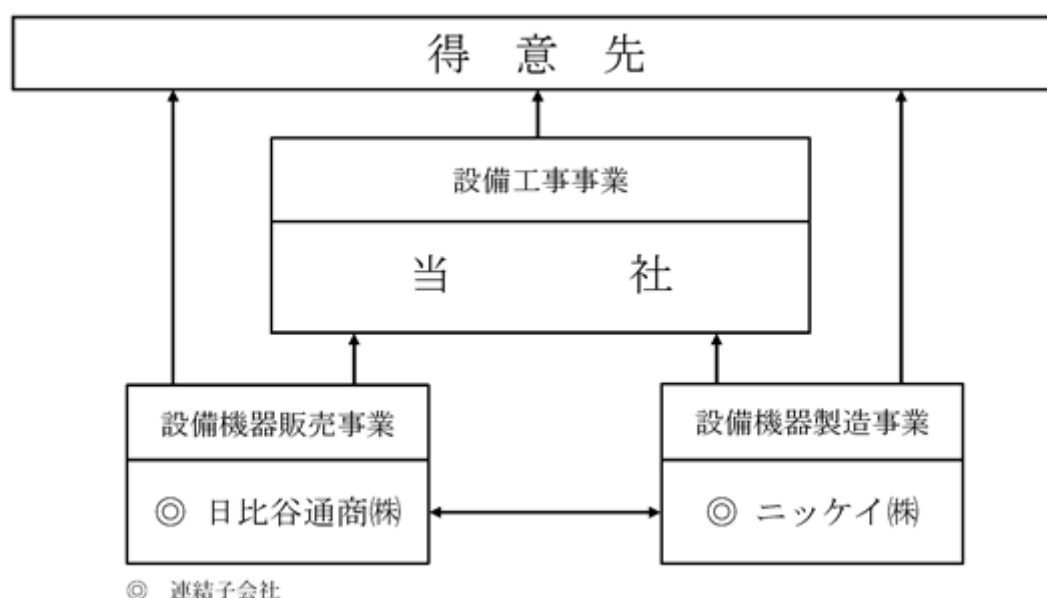 得 意 先
設備工事事業
当 社
設備機器販売事業
設備機器製造事業
◎ 日比谷通商㈱
◎ ニッケイ㈱
◎ 連結子会社